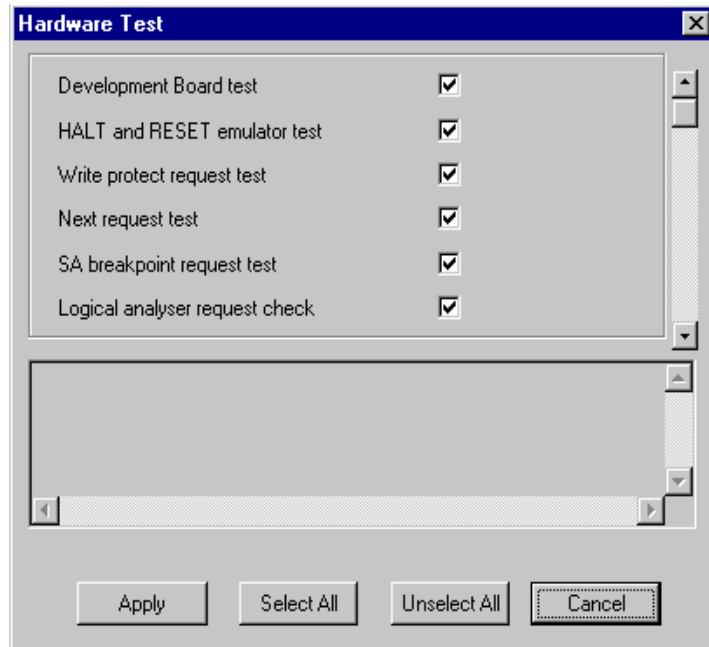 Hardware Test
Development Board test
HALT and RESET emulator test
Write protect request test
Next request test
SA breakpoint request test
Logical analyser request check
Apply Select All Unselect All Cancel